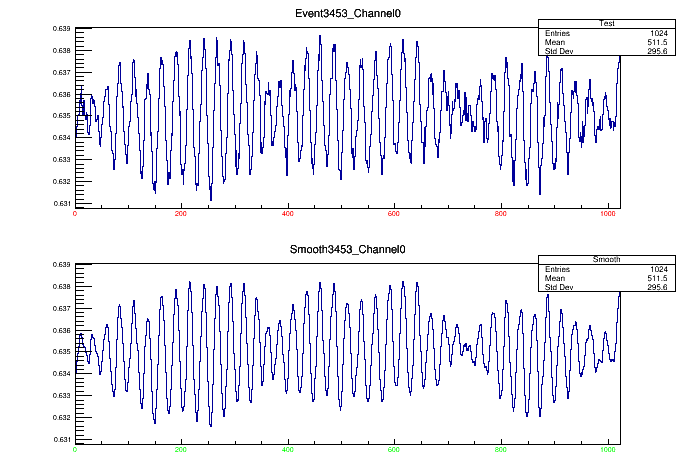 Event3453_Channel0
Test
Entries 1024
Mean 511.5
Std Dev 295.6
0.639
0.638
0.637
0.636
0.635
0.634
0.633
0.632
0.631
0 200 400 600 800 1000
Smooth3453_Channel0
Smooth
Entries 1024
Mean 511.5
Std Dev 295.6
0.639
0.638
0.637
0.636
0.635
0.634
0.633
0.632
0.631
0 200 400 600 800 1000